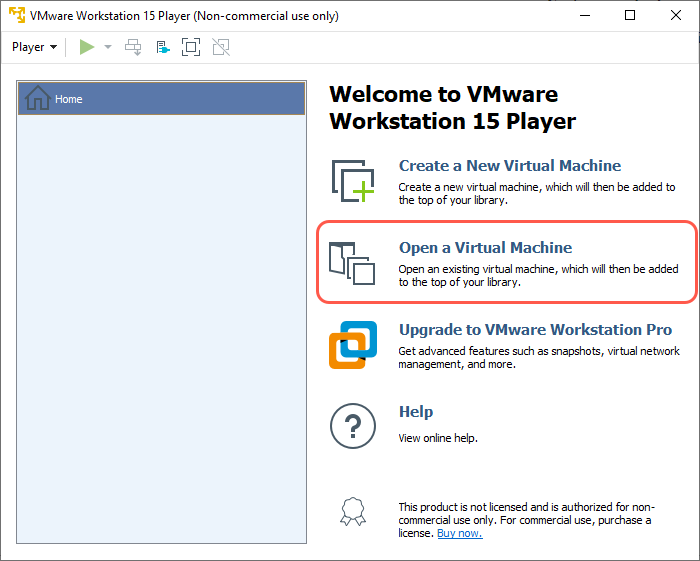 VMware Workstation 15 Player (Non-commercial use only)
Player
Home
Welcome to VMware
Workstation 15 Player
Create a New Virtual Machine
Create a new virtual machine, which will then be added
to the top of your library.
Open a Virtual Machine
Open an existing virtual machine, which will then be added
to the top of your library.
Upgrade to VMware Workstation Pro
Get advanced features such as snapshots, virtual network
management, and more.
?
Help
View online help.
This product is not licensed and is authorized for non-
commercial use only. For commercial use, purchase a
license. Buy now.